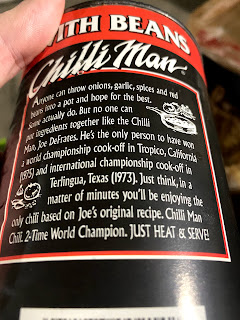 WITH BEANS
Chilli Man
Anyone can throw onions, garlic, spices and red
beans into a pot and hope for the best.
Some actually do. But no one can
put ingredients together like the Chilli
Man, Joe DeFrates. He's the only person to have won
a world championship cook-off in Tropico, California
(1975) and international championship cook-off in
Terlingua, Texas (1973). Just think, in a
matter of minutes you'll be enjoying the
only chili based on Joe's original recipe. Chilli Man
Chili. 2-Time World Champion. JUST HEAT & SERVE!